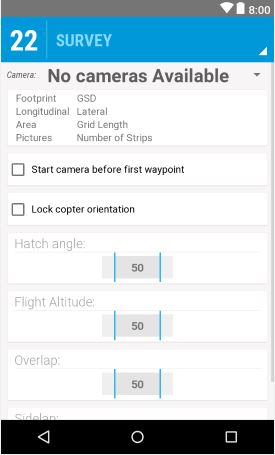 8:00
22 SURVEY
Camera: No cameras Available
Footprint GSD
Longitudinal Lateral
Area Grid Length
Pictures Number of Strips
Start camera before first waypoint
Lock copter orientation
Hatch angle:
50
Flight Altitude:
50
Overlap:
50
Sidelap: